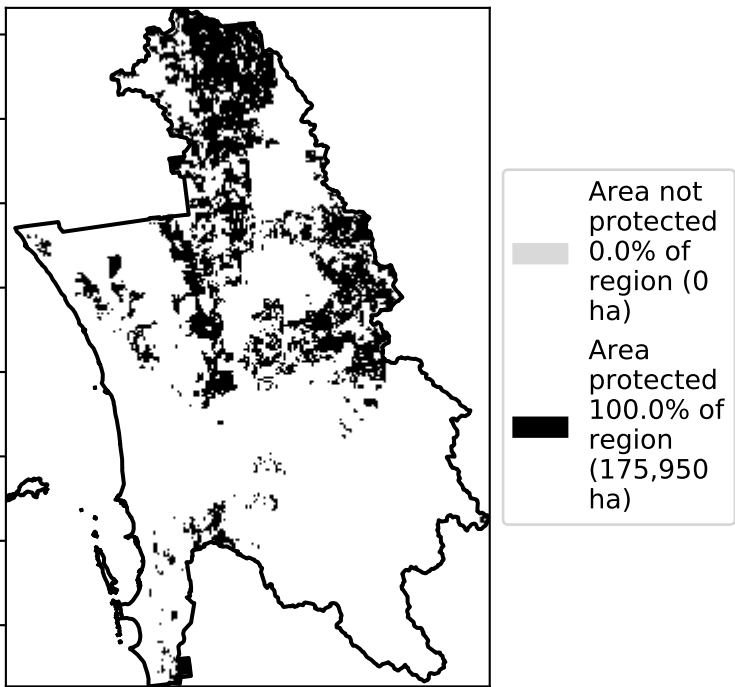 Area not
protected
0.0% of
region (0
ha)
Area
protected
100.0% of
region
(175,950
ha)